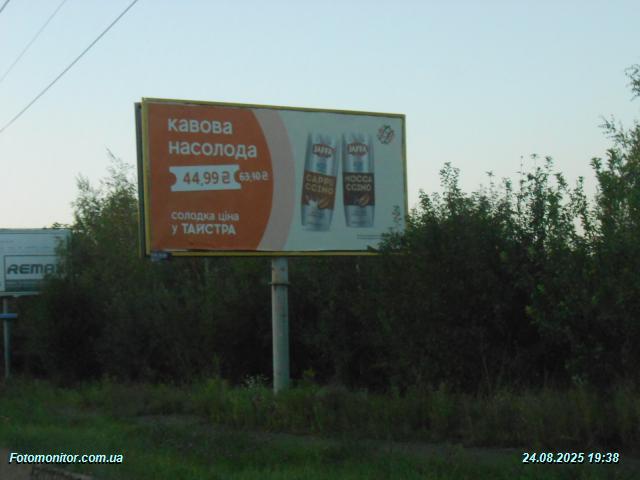 кавова
насолода
44,99 ₴ 63,10 ₴
солодка ціна
у ТАЙСТРА
JAFFA
CAPPU
CCINO
JAFFA
MOCCA
CCINO
REMA
Fotomonitor.com.ua
24.08.2025 19:38